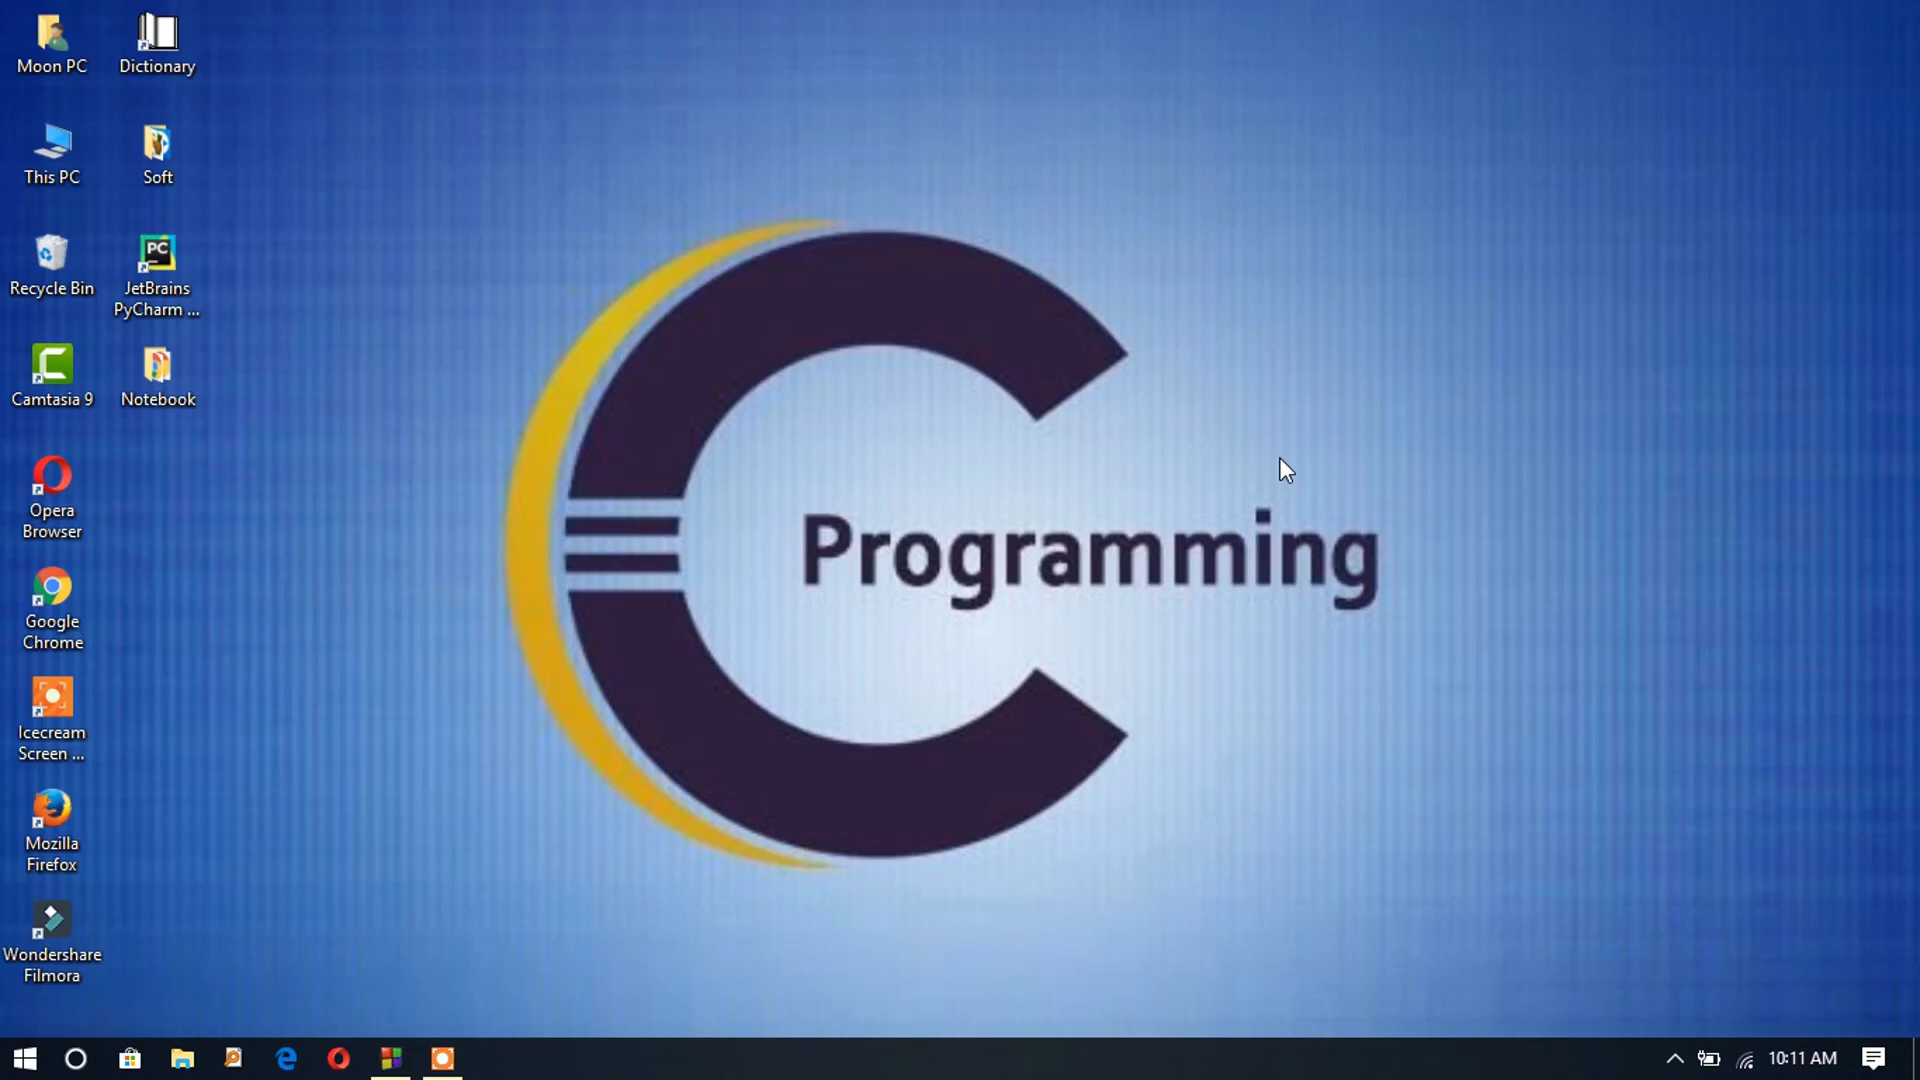 Moon PC
Dictionary
This PC
Soft
Recycle Bin
PC
JetBrains
PyCharm ...
Camtasia 9
Notebook
Opera
Browser
Google
Chrome
Icecream
Screen ...
Mozilla
Firefox
Wondershare
Filmora
C
Programming
10:11 AM